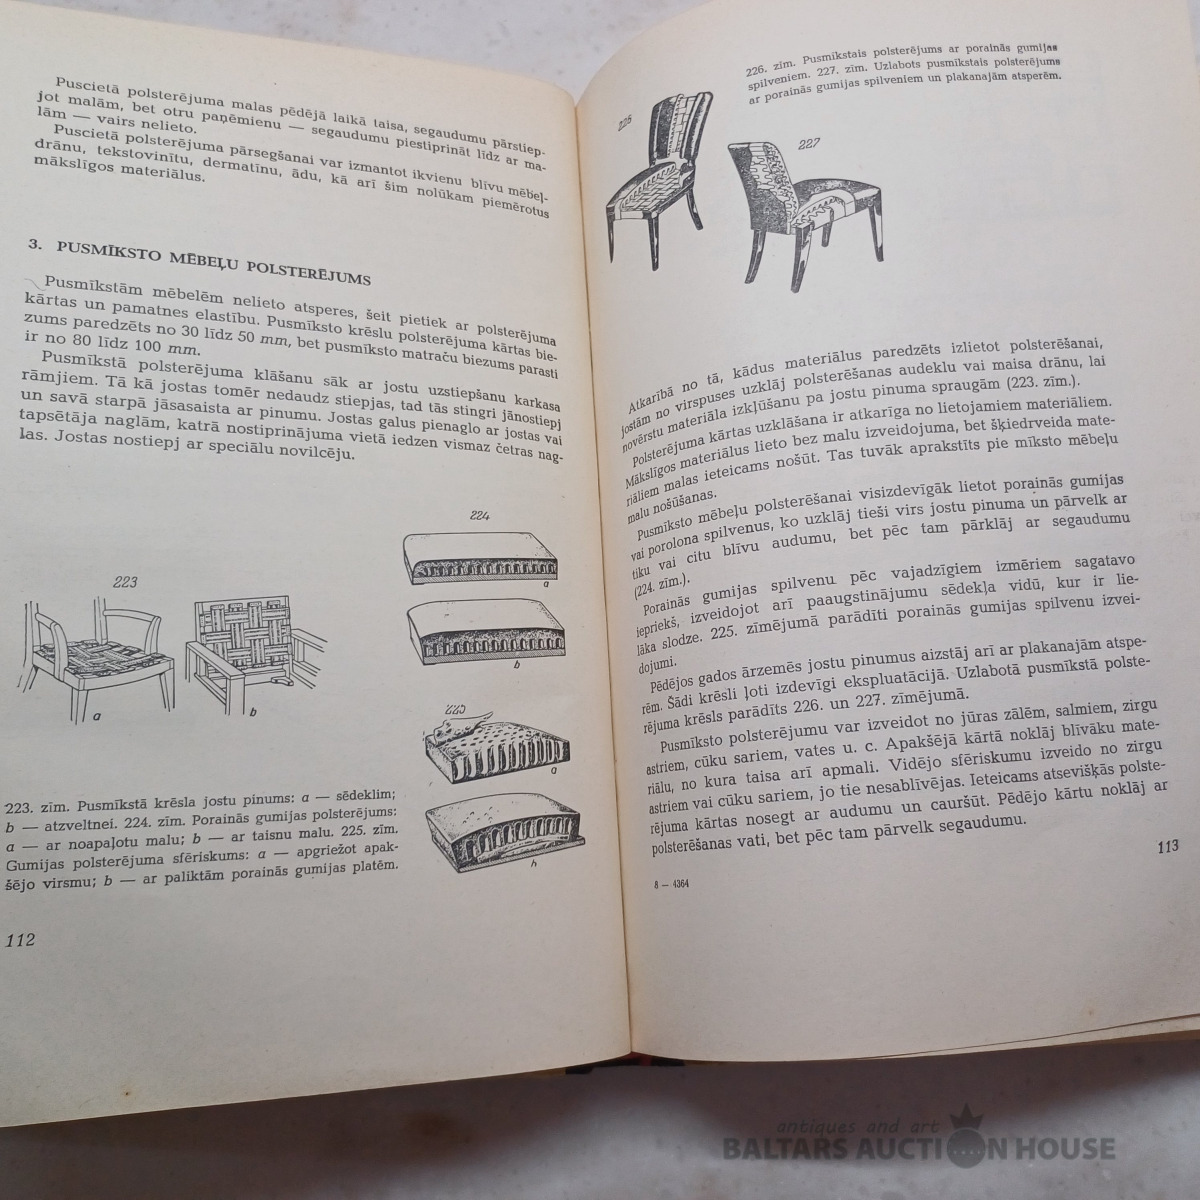 Puscietā polsterējuma malas pēdējā laikā taisa, segaudumu pārstiep-
jot malām, bet otru paņēmienu — segaudumu piestiprināt līdz ar ma-
lām — vairs nelieto.
Puscietā polsterējuma pārsegšanai var izmantot ikvienu blīvu mēbeļ-
drānu, tekstovinītu, dermatīnu, ādu, kā arī šim nolūkam piemērotus
mākslīgos materiālus.
3. PUSMĪKSTO MĒBEĻU POLSTERĒJUMS
Pusmīkstām mēbelēm nelieto atsperes, šeit pietiek ar polsterējuma
kārtas un pamatnes elastību. Pusmīksto krēslu polsterējuma kārtas bie-
zums paredzēts no 30 līdz 50 mm, bet pusmīksto matraču biezums parasti
ir no 80 līdz 100 mm.
Pusmīkstā polsterējuma klāšanu sāk ar jostu uzstiepšanu karkasa
rāmjiem. Tā kā jostas tomēr nedaudz stiepjas, tad tās stingri jānostiepj
un savā starpā jāsasaista ar pinumu. Jostas galus pienaglo ar jostas vai
tapsētāja naglām, katrā nostiprinājuma vietā iedzen vismaz četras nag-
las. Jostas nostiepj ar speciālu novilcēju.
224
a
223
b
a
b
225
a
b
223. zīm. Pusmīkstā krēsla jostu pinums: a — sēdeklim;
b — atzveltnei. 224. zīm. Porainās gumijas polsterējums:
a — ar noapaļotu malu; b — ar taisnu malu. 225. zīm.
Gumijas polsterējuma sfēriskums: a — apgriežot apak-
šējo virsmu; b — ar paliktām porainās gumijas platēm.
112
226. zīm. Pusmīkstais polsterējums ar porainās gumijas
spilveniem. 227. zīm. Uzlabots pusmīkstais polsterējums
ar porainās gumijas spilveniem un plakanajām atsperēm.
226
227
Atkarībā no tā, kādus materiālus paredzēts izlietot polsterēšanai,
jostām no virspuses uzklāj polsterēšanas audeklu vai maisa drānu, lai
novērstu materiāla izkļūšanu pa jostu pinuma spraugām (223. zīm.).
Polsterējuma kārtas uzklāšana ir atkarīga no lietojamiem materiāliem.
Mākslīgos materiālus lieto bez malu izveidojuma, bet šķiedrveida mate-
riāliem malas ieteicams nošūt. Tas tuvāk aprakstīts pie mīksto mēbeļu
malu nošūšanas.
Pusmīksto mēbeļu polsterēšanai visizdevīgāk lietot porainās gumijas
vai porolona spilvenus, ko uzklāj tieši virs jostu pinuma un pārvelk ar
tiku vai citu blīvu audumu, bet pēc tam pārklāj ar segaudumu
(224. zīm.).
Porainās gumijas spilvenu pēc vajadzīgiem izmēriem sagatavo
iepriekš, izveidojot arī paaugstinājumu sēdekļa vidū, kur ir lie-
lāka slodze. 225. zīmējumā parādīti porainās gumijas spilvenu izvei-
dojumi.
Pēdējos gados ārzemēs jostu pinumus aizstāj arī ar plakanajām atspe-
rēm. Šādi krēsli ļoti izdevīgi ekspluatācijā. Uzlabotā pusmīkstā polste-
rējuma krēsls parādīts 226. un 227. zīmējumā.
Pusmīksto polsterējumu var izveidot no jūras zālēm, salmiem, zirgu
astriem, cūku sariem, vates u. c. Apakšējā kārtā noklāj blīvāku mate-
riālu, no kura taisa arī apmali. Vidējo sfēriskumu izveido no zirgu
astriem vai cūku sariem, jo tie nesablīvējas. Ieteicams atsevišķās polste-
rējuma kārtas nosegt ar audumu un cauršūt. Pēdējo kārtu noklāj ar
polsterēšanas vati, bet pēc tam pārvelk segaudumu.
8 — 4364
113
antiques and art
BALTARS AUCTION HOUSE